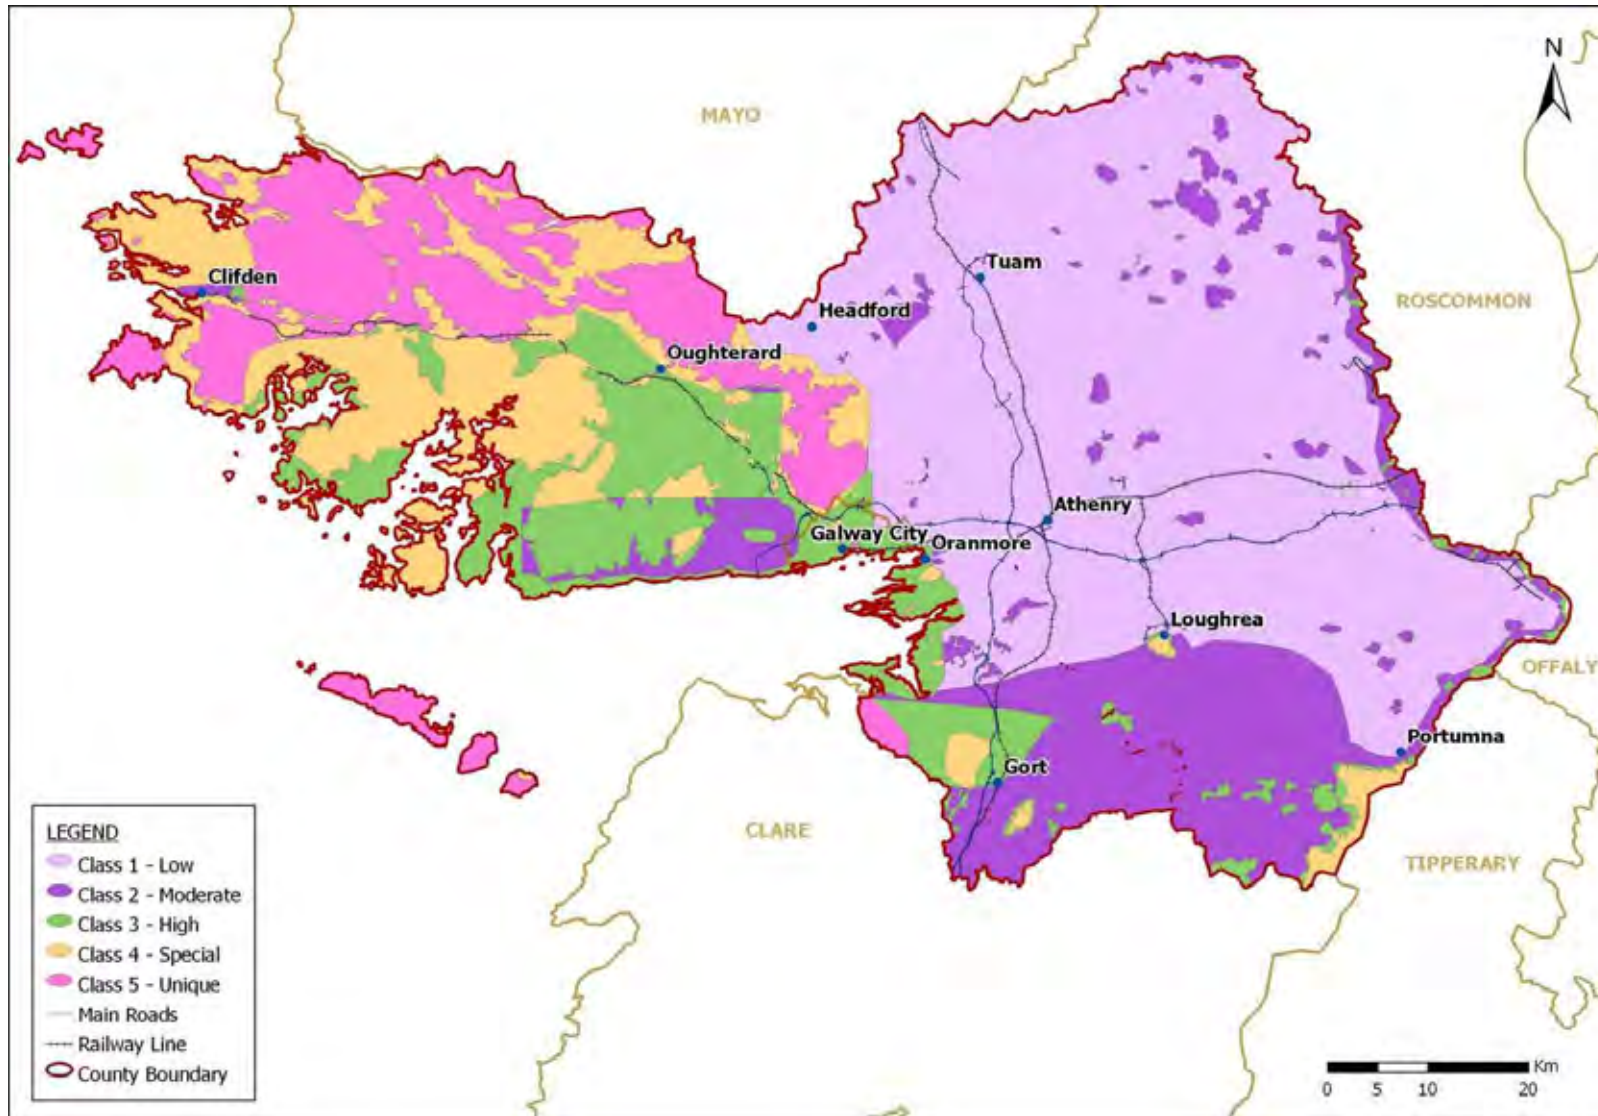 N
MAYO
Clifden
Tuam
Headford
ROSCOMMON
Oughterard
Athenry
Galway City
Oranmore
Loughrea
OFFALY
Portumna
Gort
CLARE
TIPPERARY
LEGEND
Class 1 - Low
Class 2 - Moderate
Class 3 - High
Class 4 - Special
Class 5 - Unique
Main Roads
Railway Line
County Boundary
Km
0 5 10 20